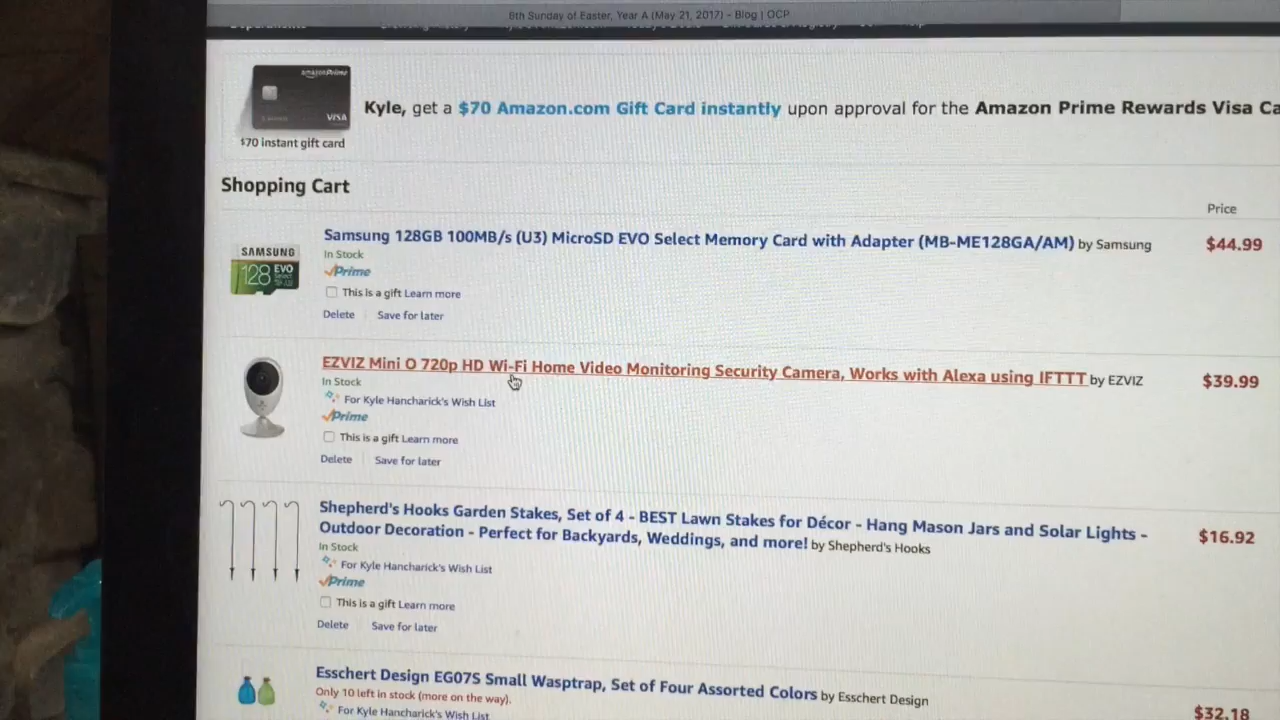 6th Sunday of Easter, Year A (May 21, 2017) - Blog | OCP
amazonPrime
VISA
$70 instant gift card
Kyle, get a $70 Amazon.com Gift Card instantly upon approval for the Amazon Prime Rewards Visa Ca
Shopping Cart
Price
SAMSUNG
128 EVO
Select
Samsung 128GB 100MB/s (U3) MicroSD EVO Select Memory Card with Adapter (MB-ME128GA/AM) by Samsung $44.99
In Stock
Prime
This is a gift Learn more
Delete Save for later
EZVIZ Mini O 720p HD Wi-Fi Home Video Monitoring Security Camera, Works with Alexa using IFTTT by EZVIZ $39.99
In Stock
For Kyle Hancharick's Wish List
Prime
This is a gift Learn more
Delete Save for later
Shepherd's Hooks Garden Stakes, Set of 4 - BEST Lawn Stakes for Décor - Hang Mason Jars and Solar Lights -
Outdoor Decoration - Perfect for Backyards, Weddings, and more! by Shepherd's Hooks $16.92
In Stock
For Kyle Hancharick's Wish List
Prime
This is a gift Learn more
Delete Save for later
Esschert Design EG07S Small Wasptrap, Set of Four Assorted Colors by Esschert Design
Only 10 left in stock (more on the way). $32.18
For Kyle Hancharick's Wish List